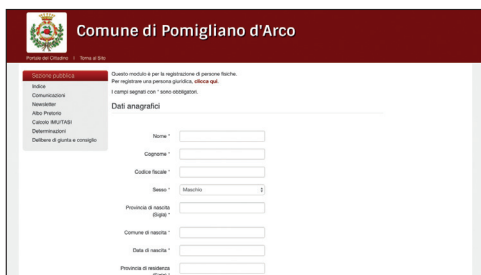 Comune di Pomigliano d'Arco
Portale del Cittadino | Torna al Sito
Sezione pubblica
Indice
Comunicazioni
Newsletter
Albo Pretorio
Calcolo IMU/TASI
Determinazioni
Delibere di giunta e consiglio
Questo modulo è per la registrazione di persone fisiche.
Per registrare una persona giuridica, clicca qui.
I campi segnati con * sono obbligatori.
Dati anagrafici
Nome *
Cognome *
Codice fiscale *
Sesso * Maschio
Provincia di nascita
(Sigla) *
Comune di nascita *
Data di nascita *
Provincia di residenza
(Sigla) *